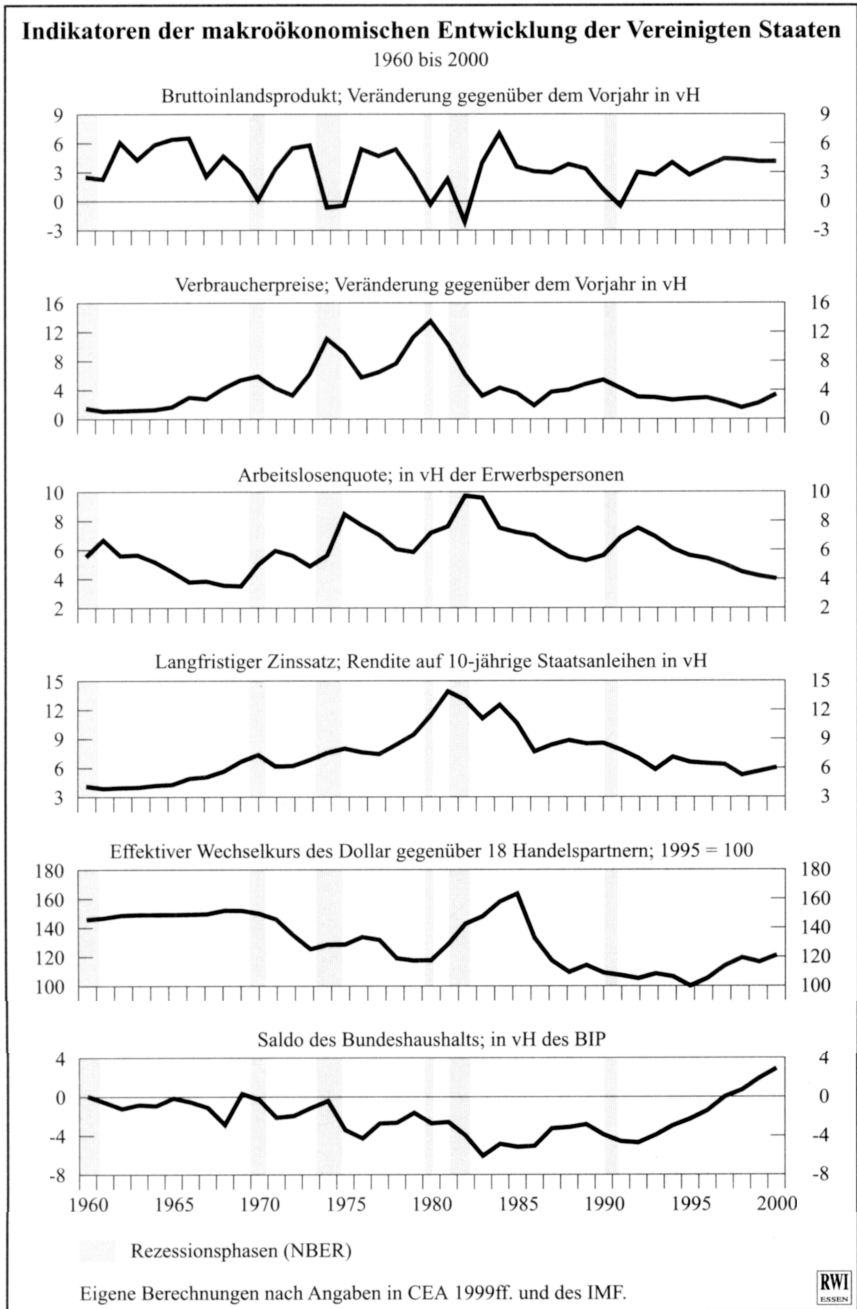 Indikatoren der makroökonomischen Entwicklung der Vereinigten Staaten
1960 bis 2000
Bruttoinlandsprodukt; Veränderung gegenüber dem Vorjahr in vH
9 9
6 6
3 3
0 0
-3 -3
Verbraucherpreise; Veränderung gegenüber dem Vorjahr in vH
16 16
12 12
8 8
4 4
0 0
Arbeitslosenquote; in vH der Erwerbspersonen
10 10
8 8
6 6
4 4
2 2
Langfristiger Zinssatz; Rendite auf 10-jährige Staatsanleihen in vH
15 15
12 12
9 9
6 6
3 3
Effektiver Wechselkurs des Dollar gegenüber 18 Handelspartnern; 1995 = 100
180 180
160 160
140 140
120 120
100 100
Saldo des Bundeshaushalts; in vH des BIP
4 4
0 0
-4 -4
-8 -8
1960 1965 1970 1975 1980 1985 1990 1995 2000
Rezessionsphasen (NBER)
Eigene Berechnungen nach Angaben in CEA 1999ff. und des IMF.
RWI
ESSEN